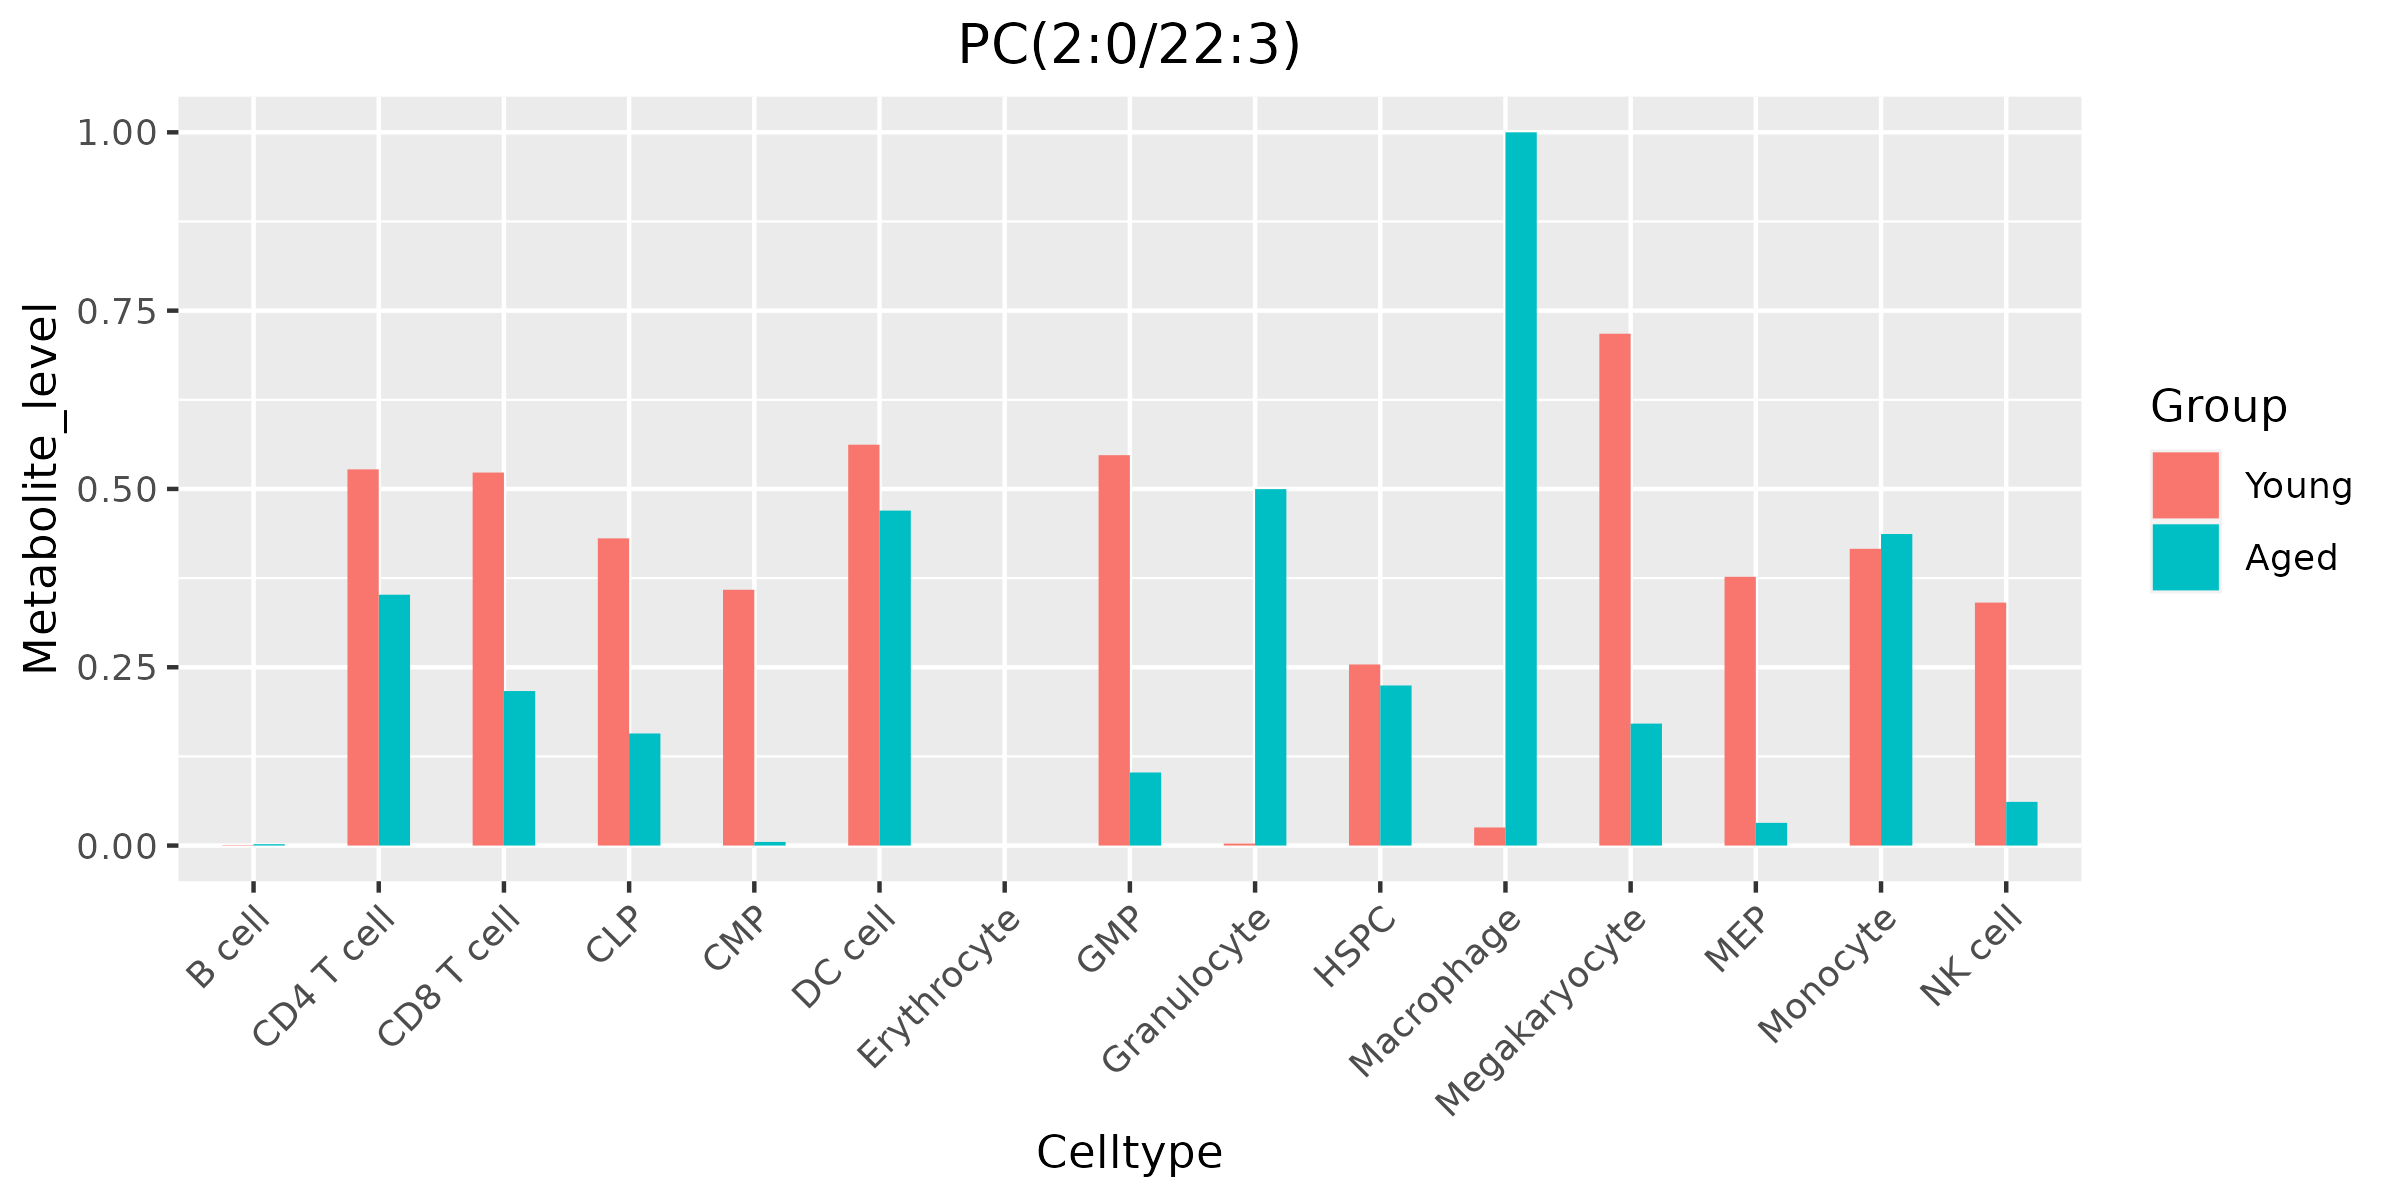 PC(2:0/22:3)
Metabolite_level
1.00
0.75
0.50
0.25
0.00
B cell
CD4 T cell
CD8 T cell
CLP
CMP
DC cell
Erythrocyte
GMP
Granulocyte
HSPC
Macrophage
Megakaryocyte
MEP
Monocyte
NK cell
Celltype
Group
Young
Aged